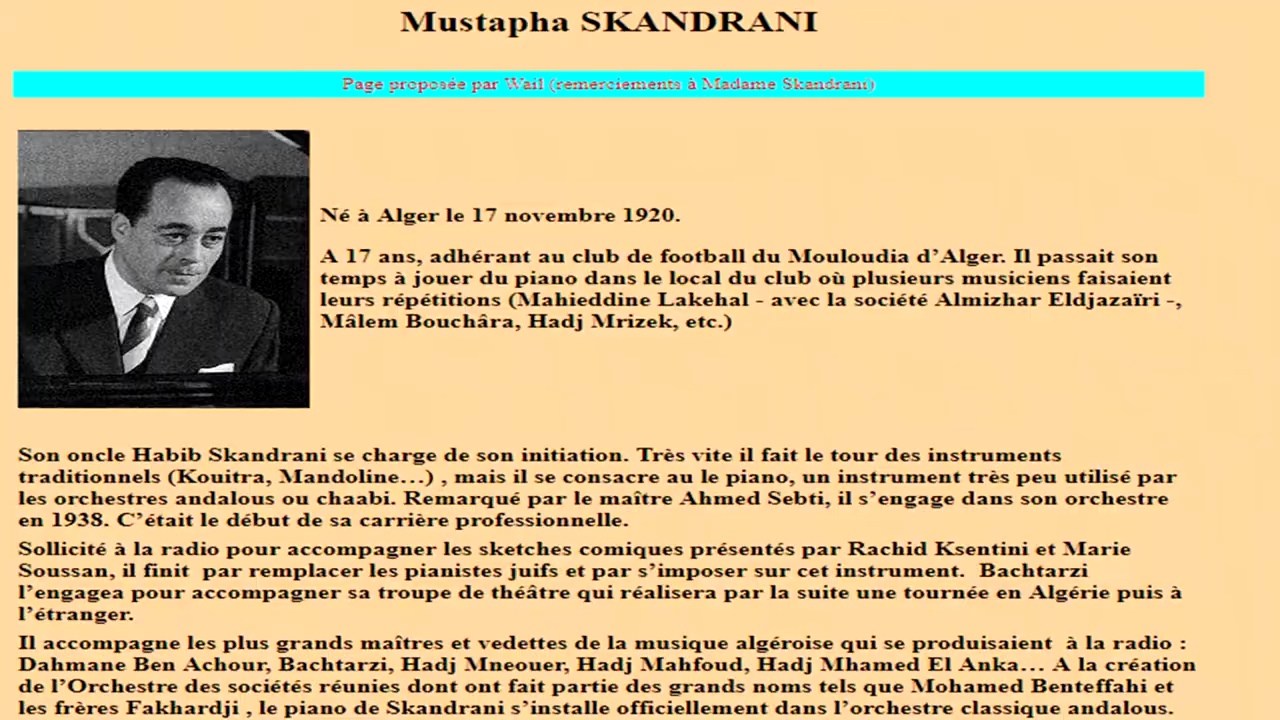 Mustapha SKANDRANI
Page proposée par Wail (remerciements à Madame Skandrani)
Né à Alger le 17 novembre 1920.
A 17 ans, adhérant au club de football du Mouloudia d’Alger. Il passait son
temps à jouer du piano dans le local du club où plusieurs musiciens faisaient
leurs répétitions (Mahieddine Lakehal - avec la société Almizhar Eldjazaïri -,
Mâlem Bouchâra, Hadj Mrizek, etc.)
Son oncle Habib Skandrani se charge de son initiation. Très vite il fait le tour des instruments
traditionnels (Kouitra, Mandoline…) , mais il se consacre au le piano, un instrument très peu utilisé par
les orchestres andalous ou chaabi. Remarqué par le maître Ahmed Sebti, il s’engage dans son orchestre
en 1938. C’était le début de sa carrière professionnelle.
Sollicité à la radio pour accompagner les sketches comiques présentés par Rachid Ksentini et Marie
Soussan, il finit  par remplacer les pianistes juifs et par s’imposer sur cet instrument.  Bachtarzi
l’engagea pour accompagner sa troupe de théâtre qui réalisera par la suite une tournée en Algérie puis à
l’étranger.
Il accompagne les plus grands maîtres et vedettes de la musique algéroise qui se produisaient  à la radio :
Dahmane Ben Achour, Bachtarzi, Hadj Mneouer, Hadj Mahfoud, Hadj Mhamed El Anka… A la création
de l’Orchestre des sociétés réunies dont ont fait partie des grands noms tels que Mohamed Benteffahi et
les frères Fakhardji , le piano de Skandrani s’installe officiellement dans l’orchestre classique andalous.